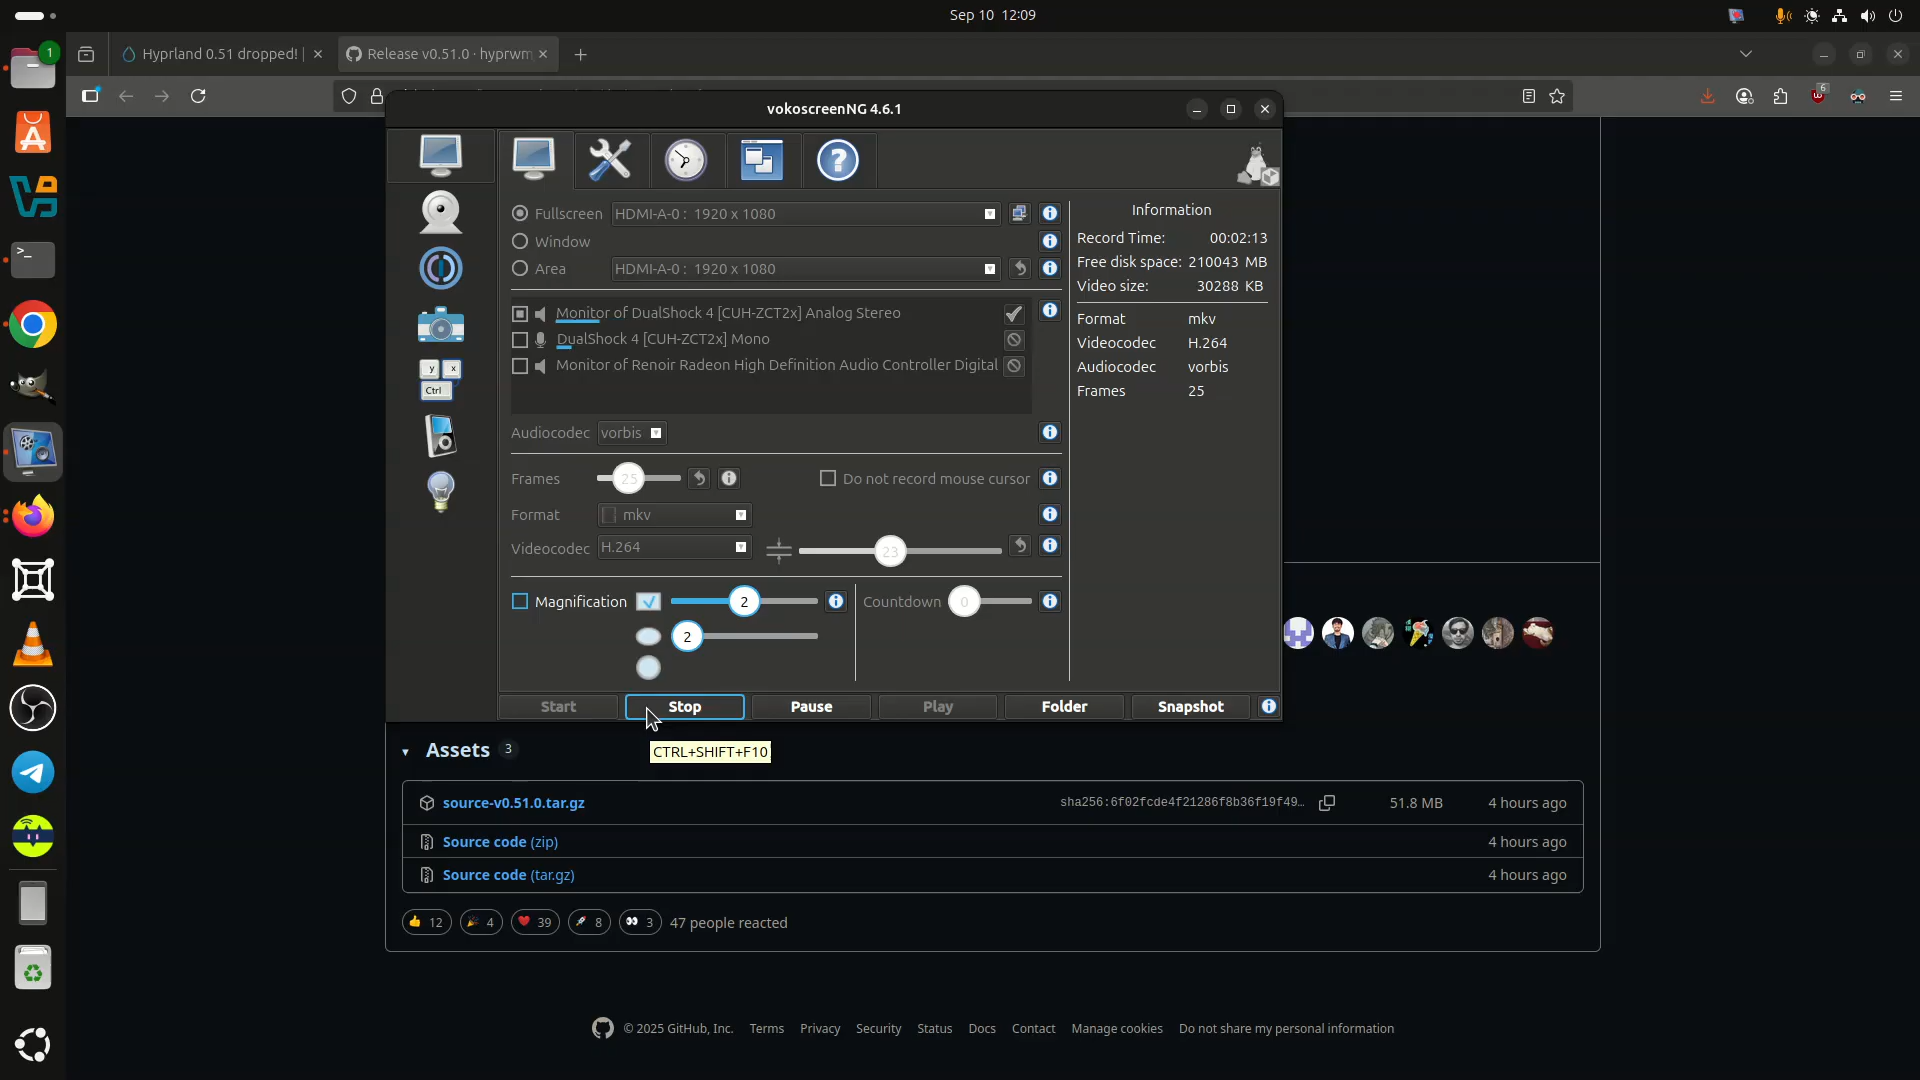 Sep 10 12:09
1
Hyprland 0.51 dropped! |
Release v0.51.0 · hyprwm
6
vokoscreenNG 4.6.1
Fullscreen
HDMI-A-0 : 1920 x 1080
Window
Area
HDMI-A-0 : 1920 x 1080
Monitor of DualShock 4 [CUH-ZCT2x] Analog Stereo
DualShock 4 [CUH-ZCT2x] Mono
Monitor of Renoir Radeon High Definition Audio Controller Digital
Audiocodec
vorbis
Frames
25
Do not record mouse cursor
Format
mkv
Videocodec
H.264
23
Magnification
2
Countdown
0
2
y
x
Ctrl
Information
Record Time: 00:02:13
Free disk space: 210043 MB
Video size: 30288 KB
Format mkv
Videocodec H.264
Audiocodec vorbis
Frames 25
Start
Stop
Pause
Play
Folder
Snapshot
CTRL+SHIFT+F10
Assets 3
source-v0.51.0.tar.gz
sha256:6f02fcde4f21286f8b36f19f49…
51.8 MB
4 hours ago
Source code (zip)
4 hours ago
Source code (tar.gz)
4 hours ago
12
4
39
8
3
47 people reacted
© 2025 GitHub, Inc.
Terms
Privacy
Security
Status
Docs
Contact
Manage cookies
Do not share my personal information